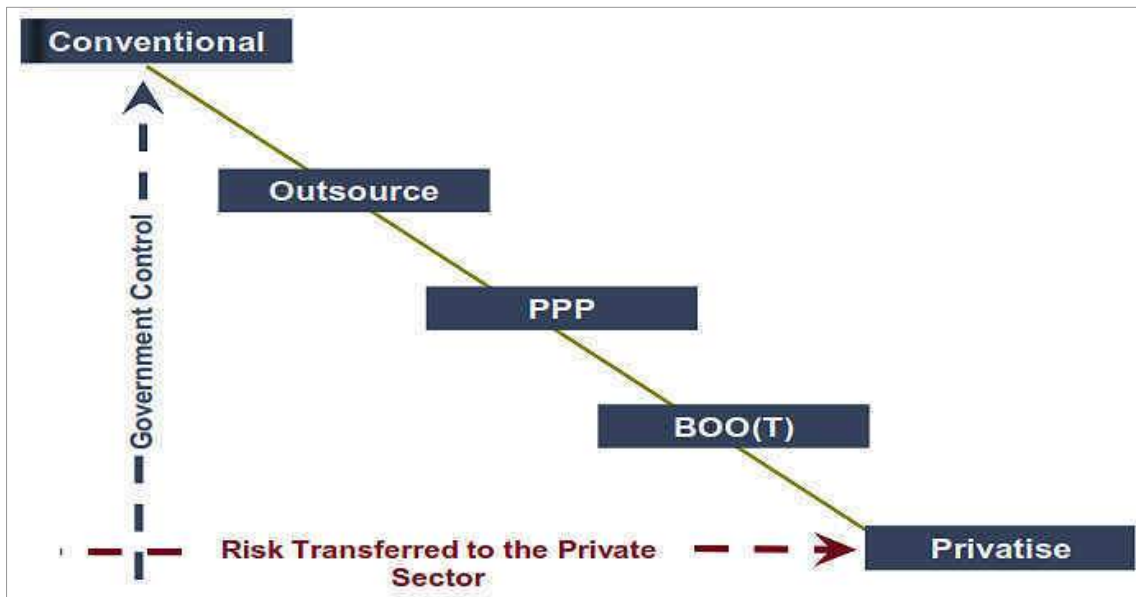 Conventional
Outsource
PPP
Government Control
BOO(T)
Risk Transferred to the Private
Sector
Privatise